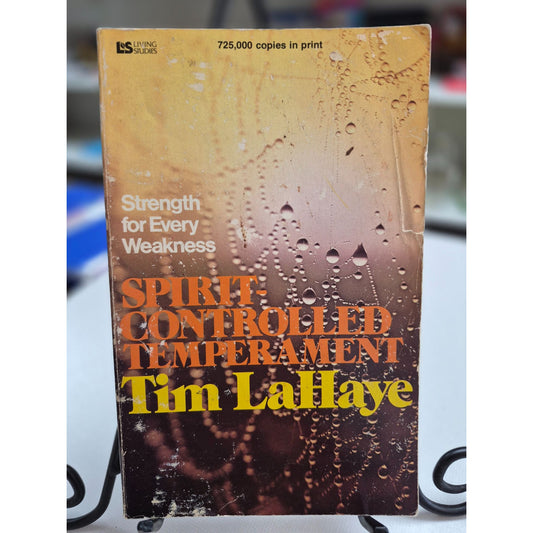 LS LIVING
STUDIES
725,000 copies in print
Strength
for Every
Weakness
SPIRIT-
CONTROLLED
TEMPERAMENT
Tim LaHaye